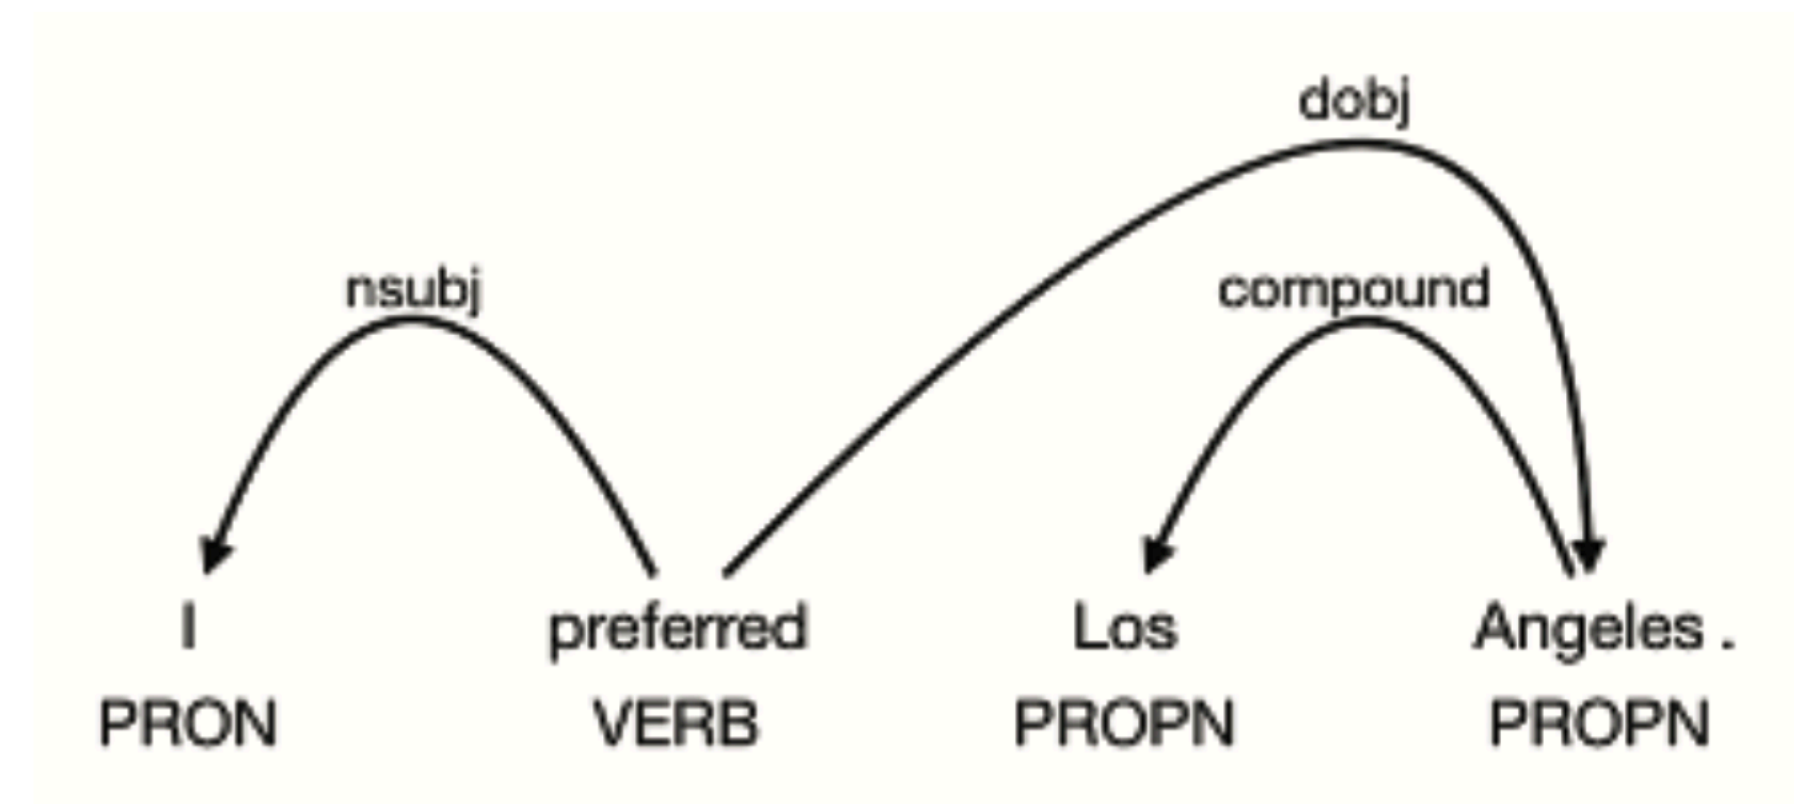 dobj
nsubj compound
I preferred Los Angeles .
PRON VERB PROPN PROPN